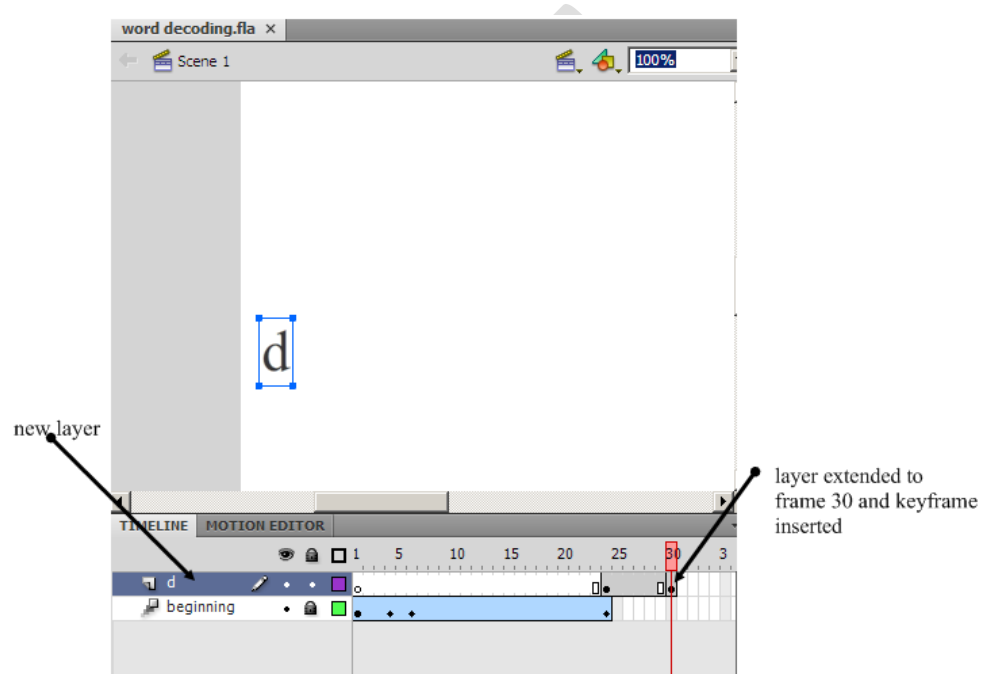 word decoding.fla ×
Scene 1
100%
d
new layer
layer extended to
frame 30 and keyframe
inserted
TIMELINE MOTION EDITOR
1 5 10 15 20 25 30 3
d
beginning